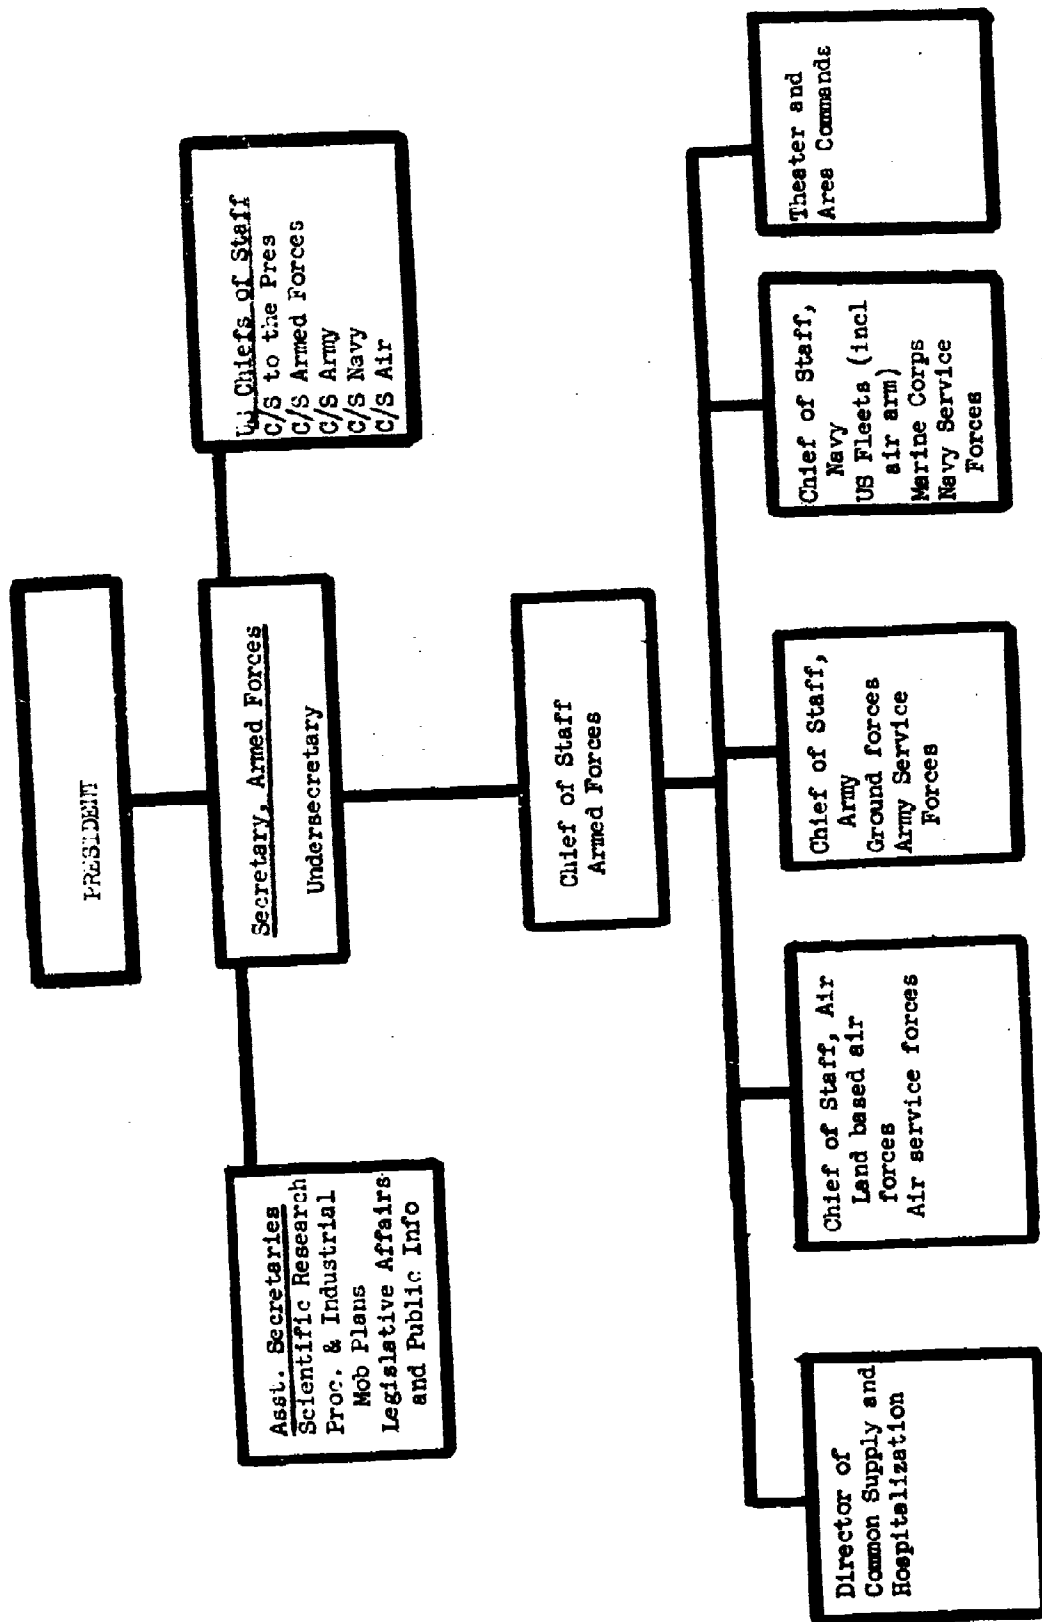 PRESIDENT
Secretary, Armed Forces
Undersecretary
Asst. Secretaries
Scientific Research
Proc. & Industrial
Mob Plans
Legislative Affairs
and Public Info
Chiefs of Staff
C/S to the Pres
C/S Armed Forces
C/S Army
C/S Navy
C/S Air
Chief of Staff
Armed Forces
Director of
Common Supply and
Hospitalization
Chief of Staff, Air
Land based air
forces
Air service forces
Chief of Staff,
Army
Ground forces
Army Service
Forces
Chief of Staff,
Navy
US Fleets (incl
air arm)
Marine Corps
Navy Service
Forces
Theater and
Area Commands